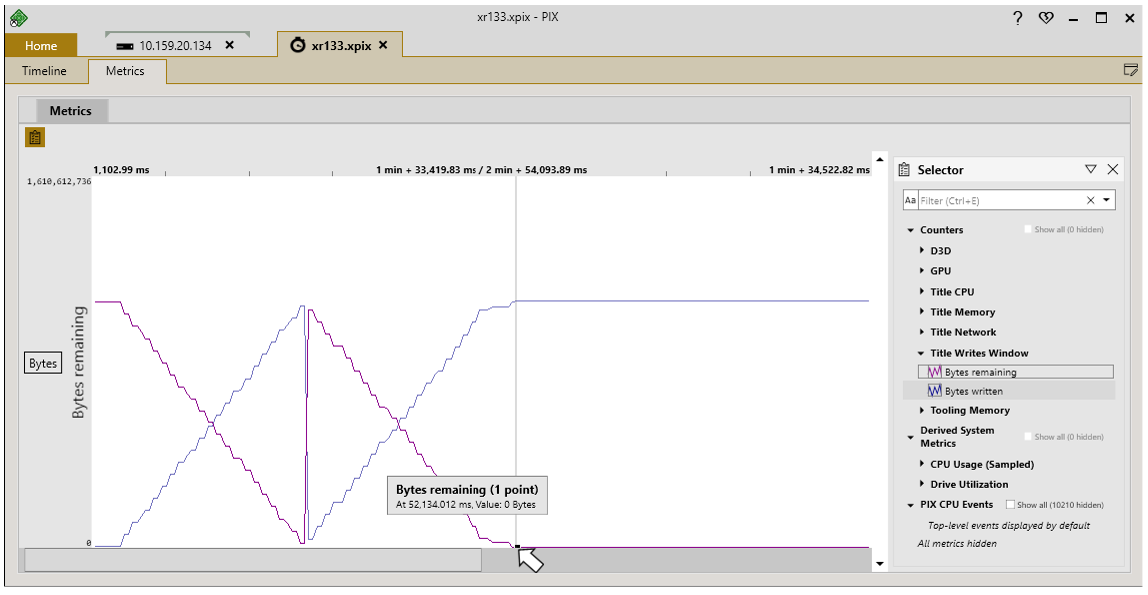 xr133.xpix - PIX
Home
10.159.20.134
xr133.xpix
Timeline
Metrics
Metrics
1,102.99 ms
1 min + 33,419.83 ms / 2 min + 54,093.89 ms
1 min + 34,522.82 ms
1,610,612,736
Bytes
Bytes remaining
0
Bytes remaining (1 point)
At 52,134.012 ms, Value: 0 Bytes
Selector
Aa Filter (Ctrl+E)
Counters Show all (0 hidden)
D3D
GPU
Title CPU
Title Memory
Title Network
Title Writes Window
Bytes remaining
Bytes written
Tooling Memory
Derived System
Metrics
Show all (0 hidden)
CPU Usage (Sampled)
Drive Utilization
PIX CPU Events Show all (10210 hidden)
Top-level events displayed by default
All metrics hidden